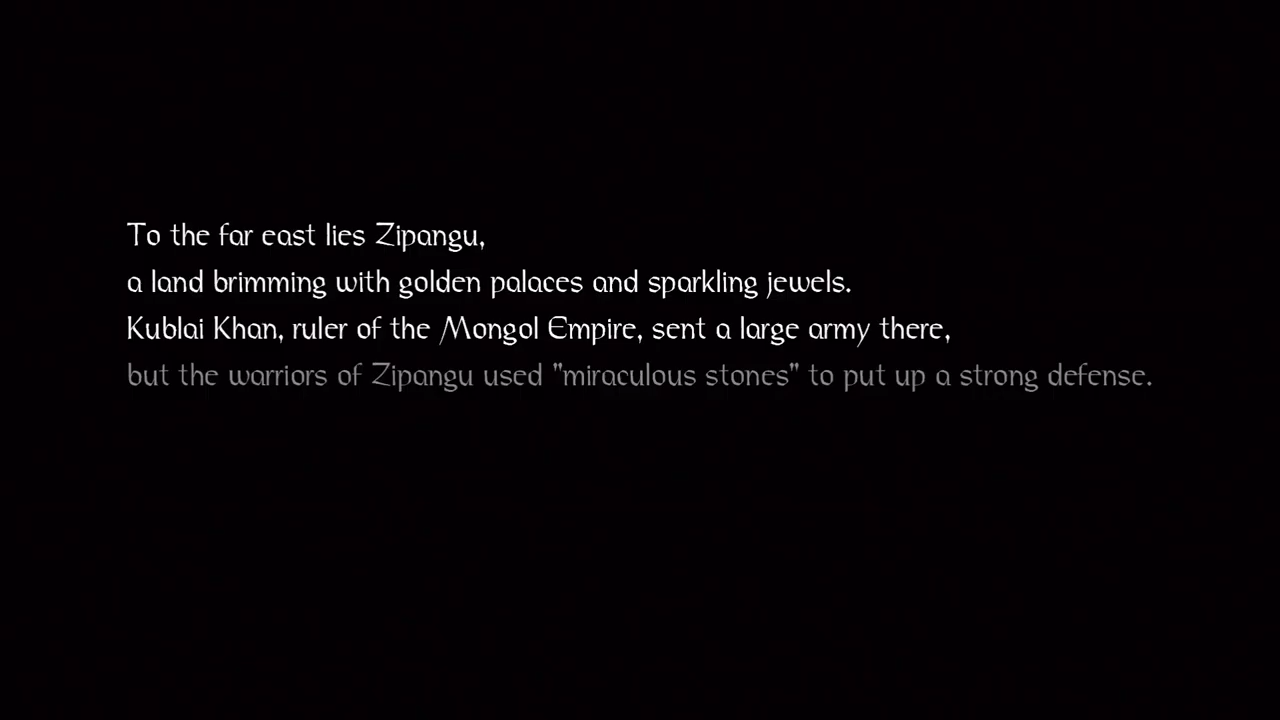 To the far east lies Zipangu,
a land brimming with golden palaces and sparkling jewels.
Kublai Khan, ruler of the Mongol Empire, sent a large army there,
but the warriors of Zipangu used "miraculous stones" to put up a strong defense.